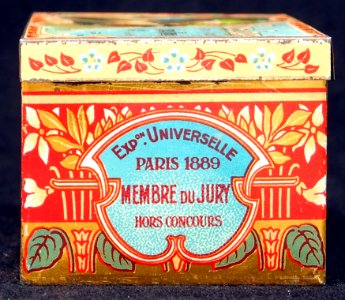 Expon. Universelle
Paris 1889
Membre du Jury
Hors Concours